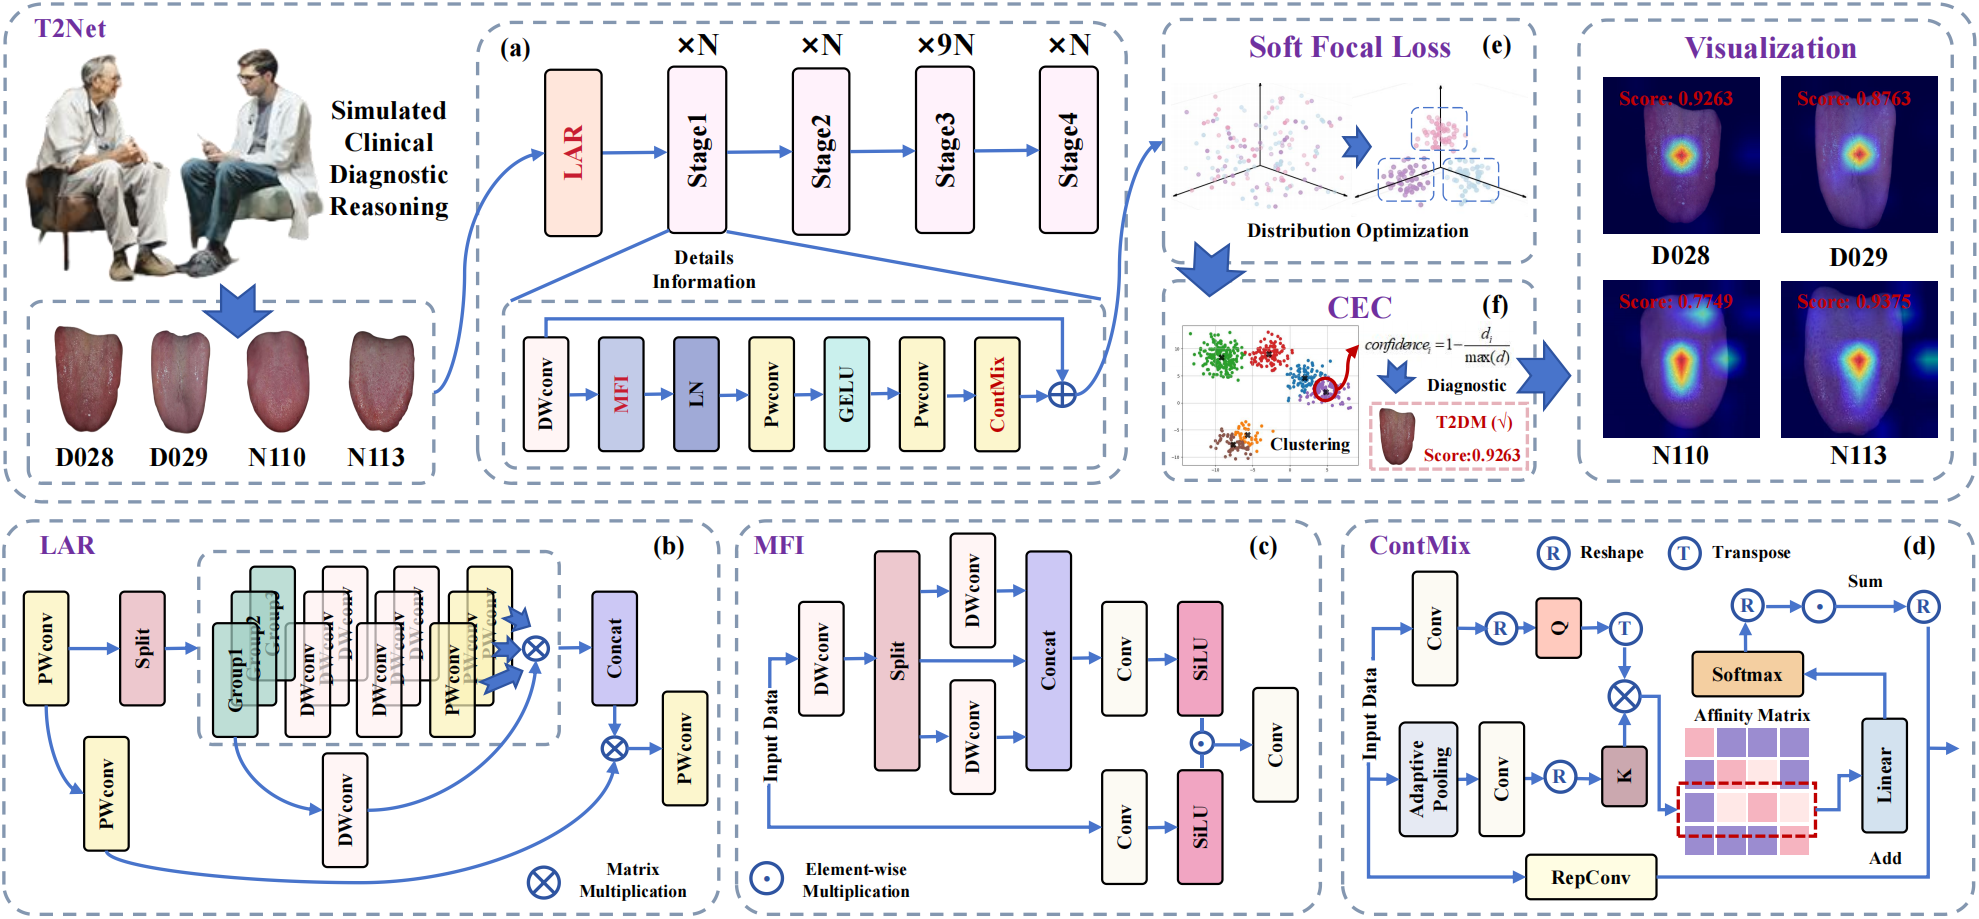 T2Net
Simulated
Clinical
Diagnostic
Reasoning
D028
D029
N110
N113
(a)
×N
×N
×9N
×N
LAR
Stage1
Stage2
Stage3
Stage4
Details
Information
DWconv
MFI
LN
Pwconv
GELU
Pwconv
ContMix
Soft Focal Loss
(e)
Distribution Optimization
CEC
(f)
confidence_i = 1 - d_i / max(d)
Diagnostic
Clustering
T2DM (√)
Score:0.9263
Visualization
Score: 0.9263
Score: 0.8763
D028
D029
Score: 0.7749
Score: 0.9375
N110
N113
LAR
(b)
PWconv
Split
Group1
Group2
Group3
DWconv
DWconv
DWconv
DWconv
DWconv
DWconv
PWconv
PWconv
PWconv
Concat
PWconv
PWconv
DWconv
Matrix
Multiplication
MFI
(c)
Input Data
DWconv
Split
DWconv
DWconv
Concat
Conv
SiLU
Conv
SiLU
Conv
Element-wise
Multiplication
ContMix
R
Reshape
T
Transpose
(d)
Input Data
Conv
R
Q
T
Adaptive
Pooling
Conv
R
K
R
Sum
R
Softmax
Affinity Matrix
Linear
Add
RepConv